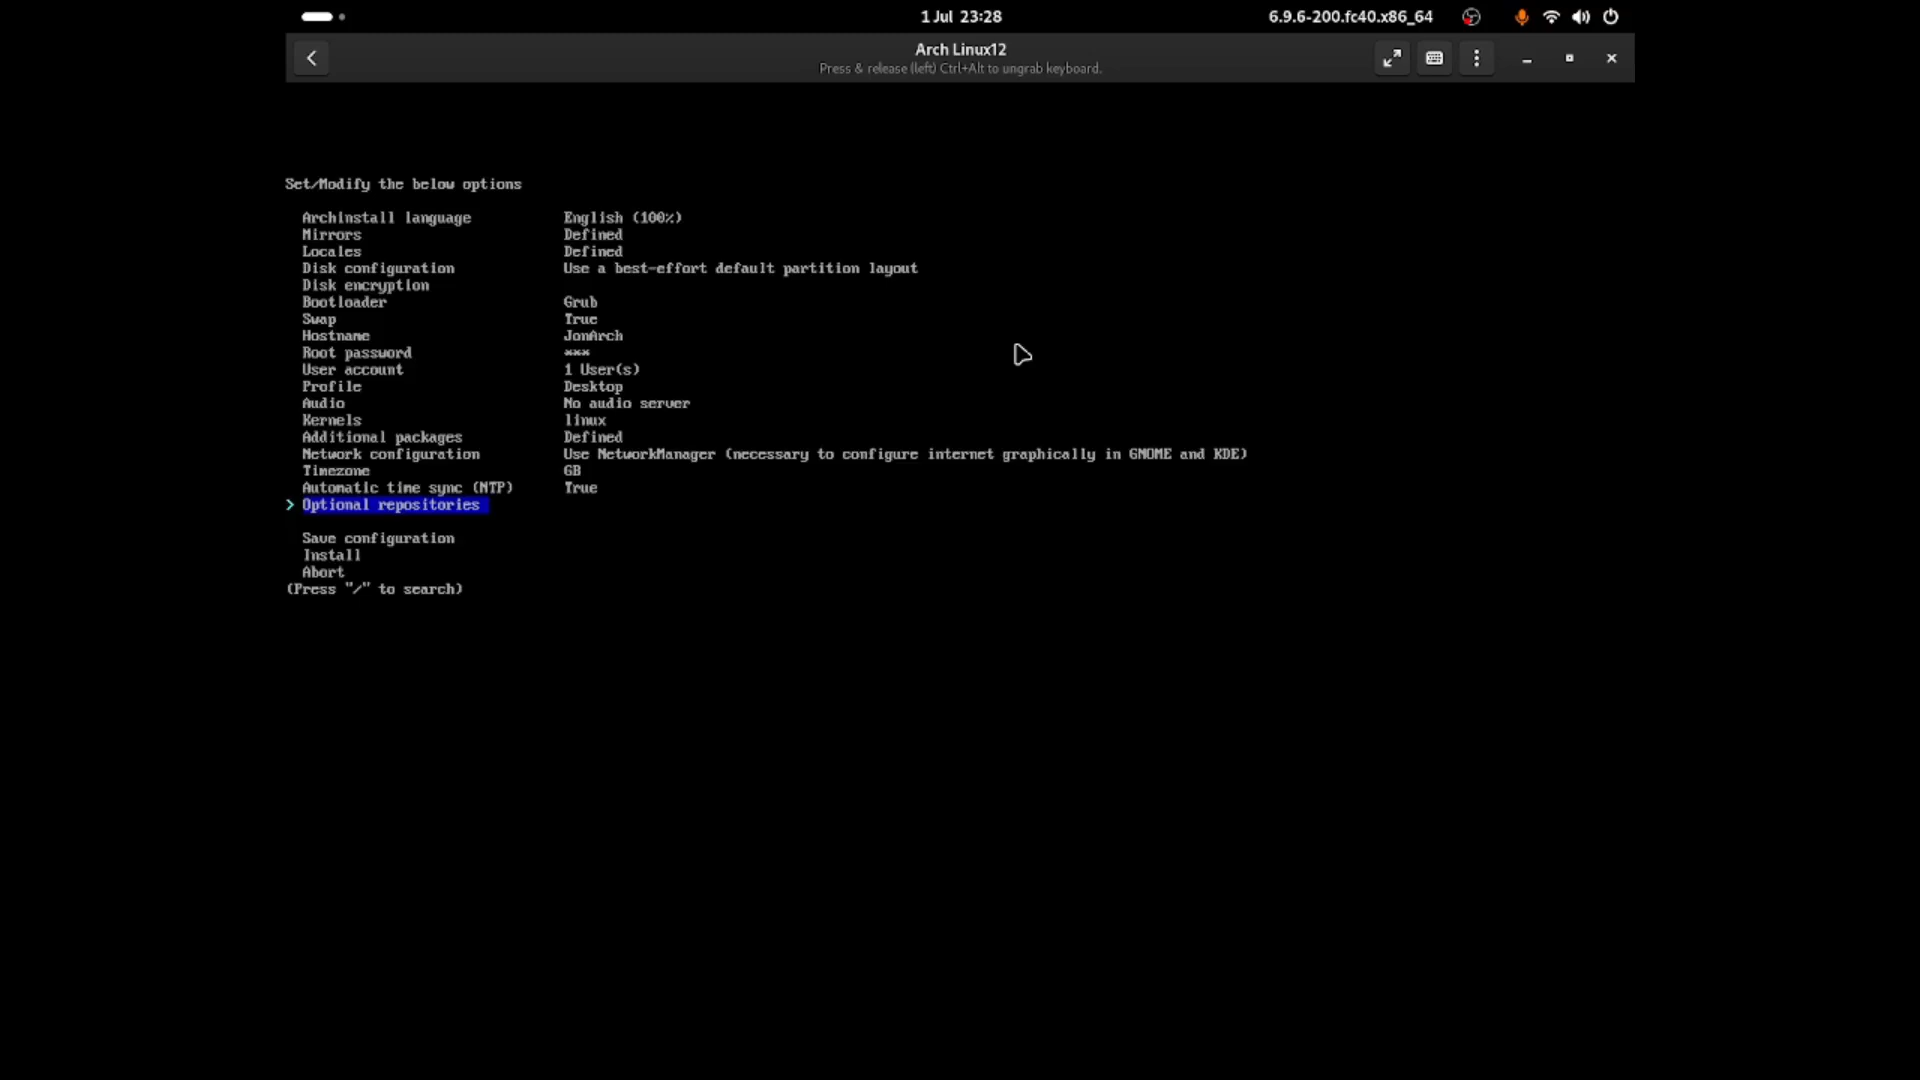 1 Jul 23:28
6.9.6-200.fc40.x86_64
Arch Linux12
Press & release (left) Ctrl+Alt to ungrab keyboard.
Set/Modify the below options
Archinstall language English (100%)
Mirrors Defined
Locales Defined
Disk configuration Use a best-effort default partition layout
Disk encryption
Bootloader Grub
Swap True
Hostname JonArch
Root password ***
User account 1 User(s)
Profile Desktop
Audio No audio server
Kernels linux
Additional packages Defined
Network configuration Use NetworkManager (necessary to configure internet graphically in GNOME and KDE)
Timezone GB
Automatic time sync (NTP) True
> Optional repositories
Save configuration
Install
Abort
(Press "/" to search)